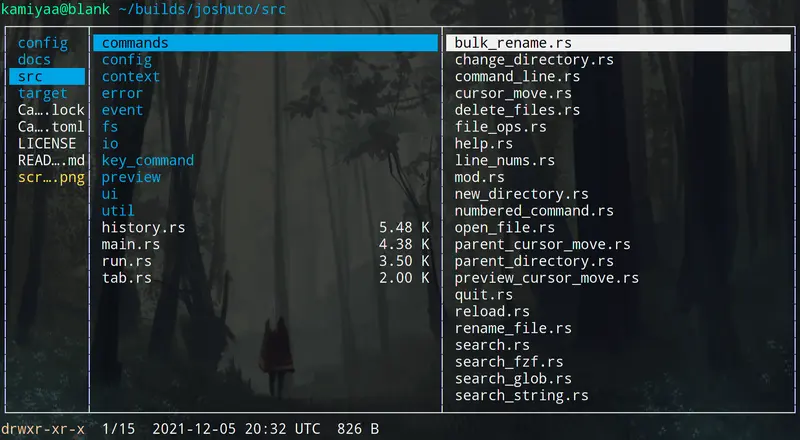 kamiyaa@blank ~/builds/joshuto/src
config
docs
src
target
Ca….lock
Ca….toml
LICENSE
READ….md
scr….png
commands
config
context
error
event
fs
io
key_command
preview
ui
util
history.rs 5.48 K
main.rs 4.38 K
run.rs 3.50 K
tab.rs 2.00 K
bulk_rename.rs
change_directory.rs
command_line.rs
cursor_move.rs
delete_files.rs
file_ops.rs
help.rs
line_nums.rs
mod.rs
new_directory.rs
numbered_command.rs
open_file.rs
parent_cursor_move.rs
parent_directory.rs
preview_cursor_move.rs
quit.rs
reload.rs
rename_file.rs
search.rs
search_fzf.rs
search_glob.rs
search_string.rs
drwxr-xr-x 1/15 2021-12-05 20:32 UTC 826 B